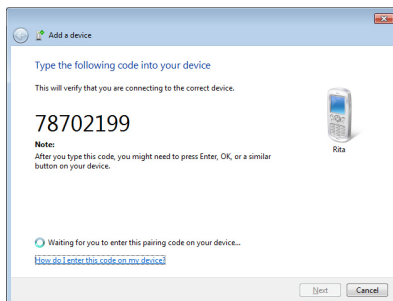 Add a device
Type the following code into your device
This will verify that you are connecting to the correct device.
78702199
Note:
After you type this code, you might need to press Enter, OK, or a similar
button on your device.
Rita
Waiting for you to enter this pairing code on your device...
How do I enter this code on my device?
Next
Cancel